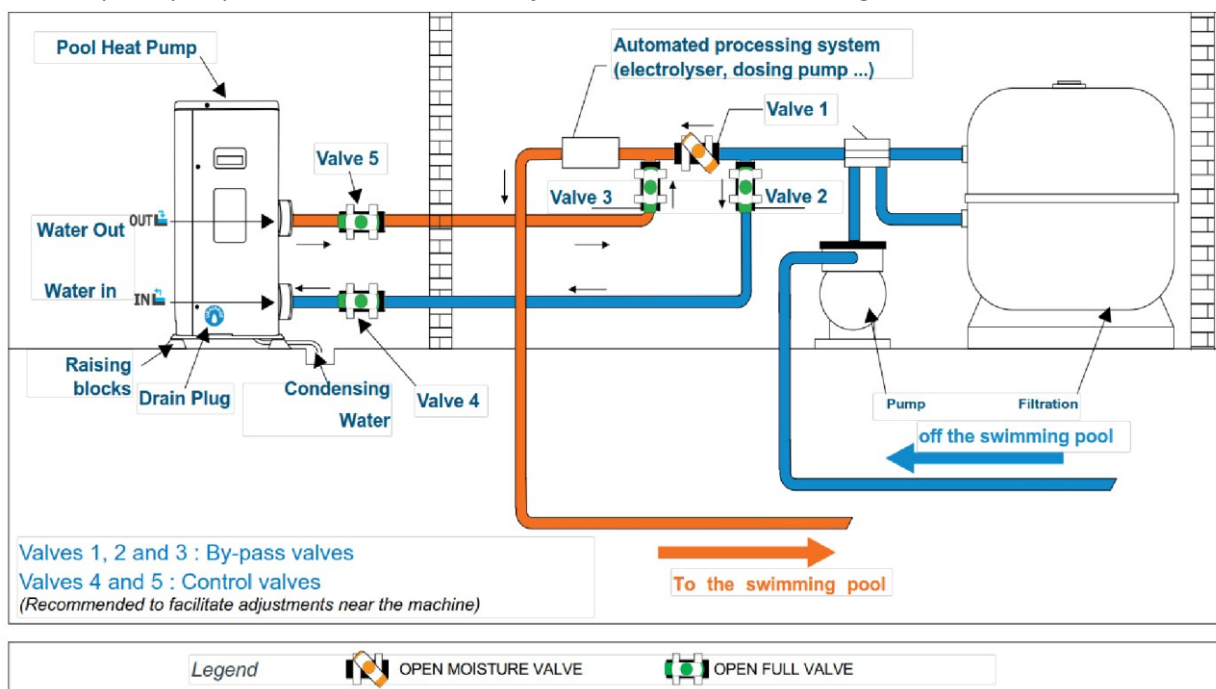 Pool Heat Pump
Automated processing system
(electrolyser, dosing pump ...)
Valve 1
Valve 5
Valve 3
Valve 2
OUT
Water Out
Water in
IN
Raising
blocks
Drain Plug
Condensing
Water
Valve 4
Pump
Filtration
off the swimming pool
Valves 1, 2 and 3 : By-pass valves
Valves 4 and 5 : Control valves
(Recommended to facilitate adjustments near the machine)
To the swimming pool
Legend
OPEN MOISTURE VALVE
OPEN FULL VALVE